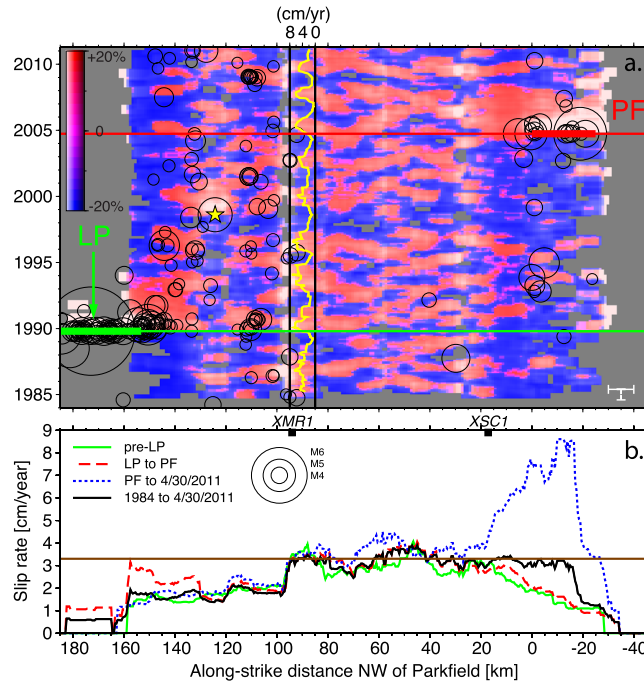 (cm/yr)
8 4 0
a.
+20%
0
-20%
PF
LP
2010
2005
2000
1995
1990
1985
XMR1
XSC1
b.
pre-LP
LP to PF
PF to 4/30/2011
1984 to 4/30/2011
M6
M5
M4
9
8
7
6
5
4
3
2
1
0
Slip rate [cm/year]
180 160 140 120 100 80 60 40 20 0 -20 -40
Along-strike distance NW of Parkfield [km]